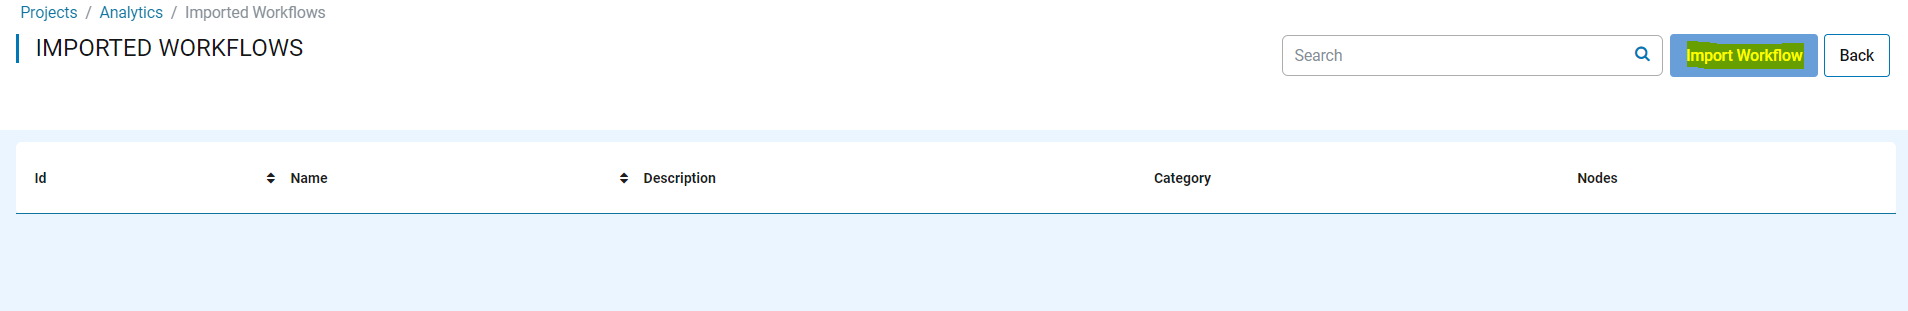 Projects / Analytics / Imported Workflows
IMPORTED WORKFLOWS
Search Import Workflow Back
Id Name Description Category Nodes